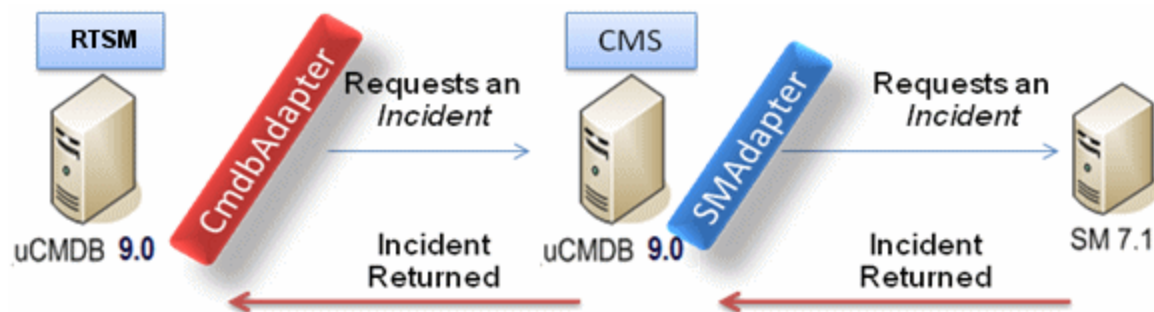 RTSM
CMS
CmdbAdapter
Requests an
Incident
SMAdapter
Requests an
Incident
uCMDB 9.0
Incident
Returned
uCMDB 9.0
Incident
Returned
SM 7.1